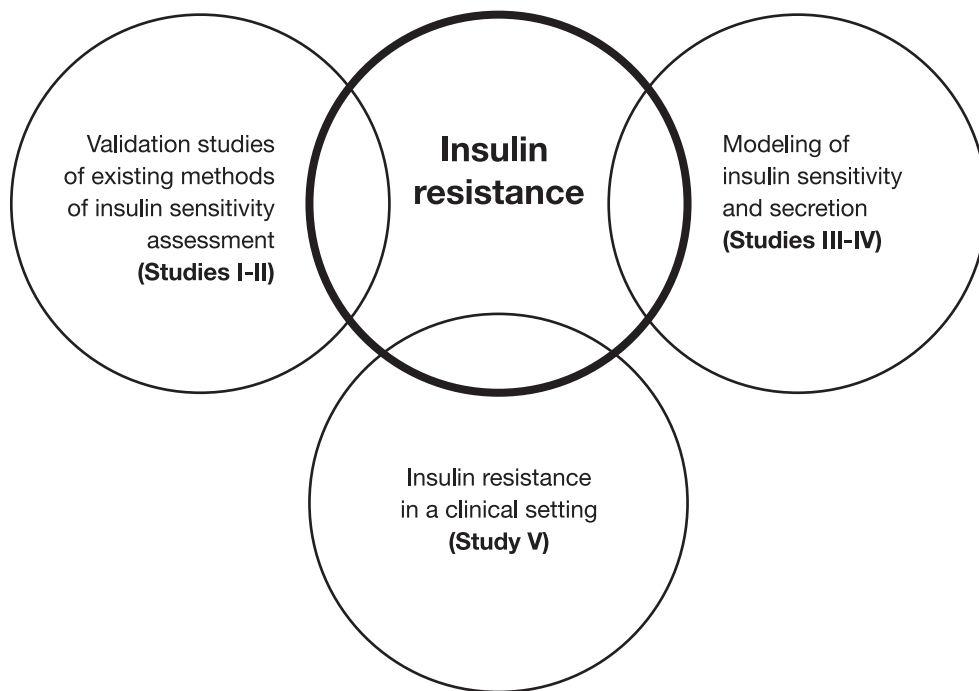 Validation studies
of existing methods
of insulin sensitivity
assessment
(Studies I-II)
Insulin
resistance
Modeling of
insulin sensitivity
and secretion
(Studies III-IV)
Insulin resistance
in a clinical setting
(Study V)